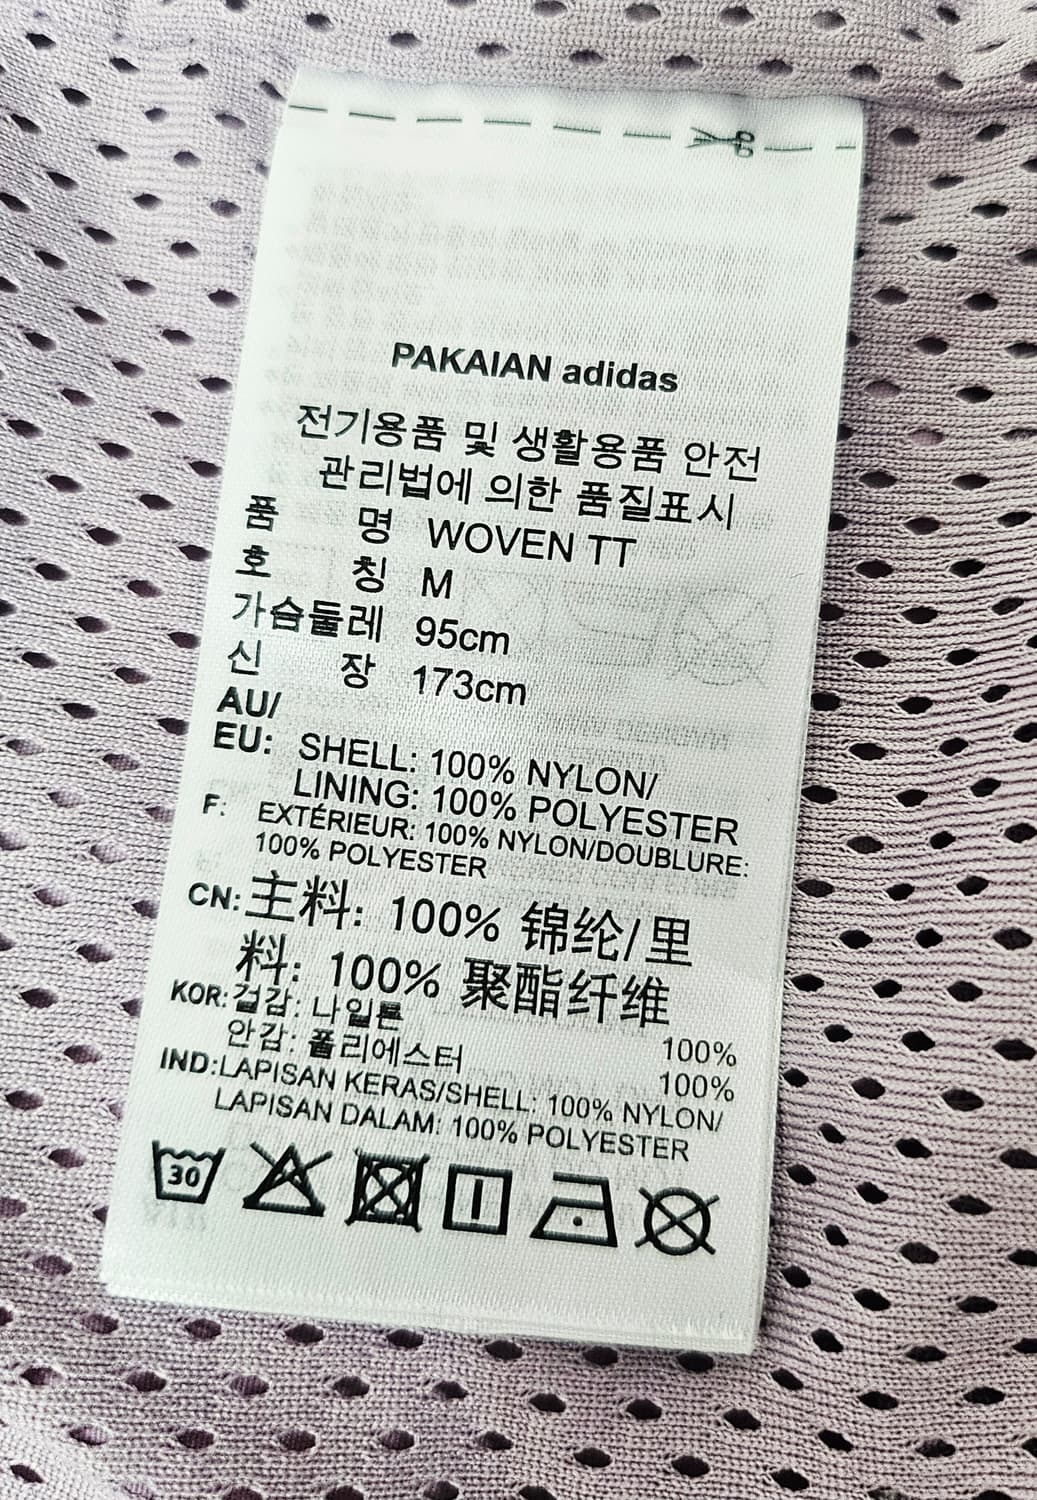 PAKAIAN adidas
전기용품 및 생활용품 안전
관리법에 의한 품질표시
품 명 WOVEN TT
호 칭 M
가슴둘레 95cm
신 장 173cm
AU/
EU: SHELL: 100% NYLON/
LINING: 100% POLYESTER
F: EXTÉRIEUR: 100% NYLON/DOUBLURE:
100% POLYESTER
CN: 主料: 100% 锦纶/里
料: 100% 聚酯纤维
KOR: 겉감: 나일론 100%
안감: 폴리에스터 100%
IND:LAPISAN KERAS/SHELL: 100% NYLON/
LAPISAN DALAM: 100% POLYESTER
30